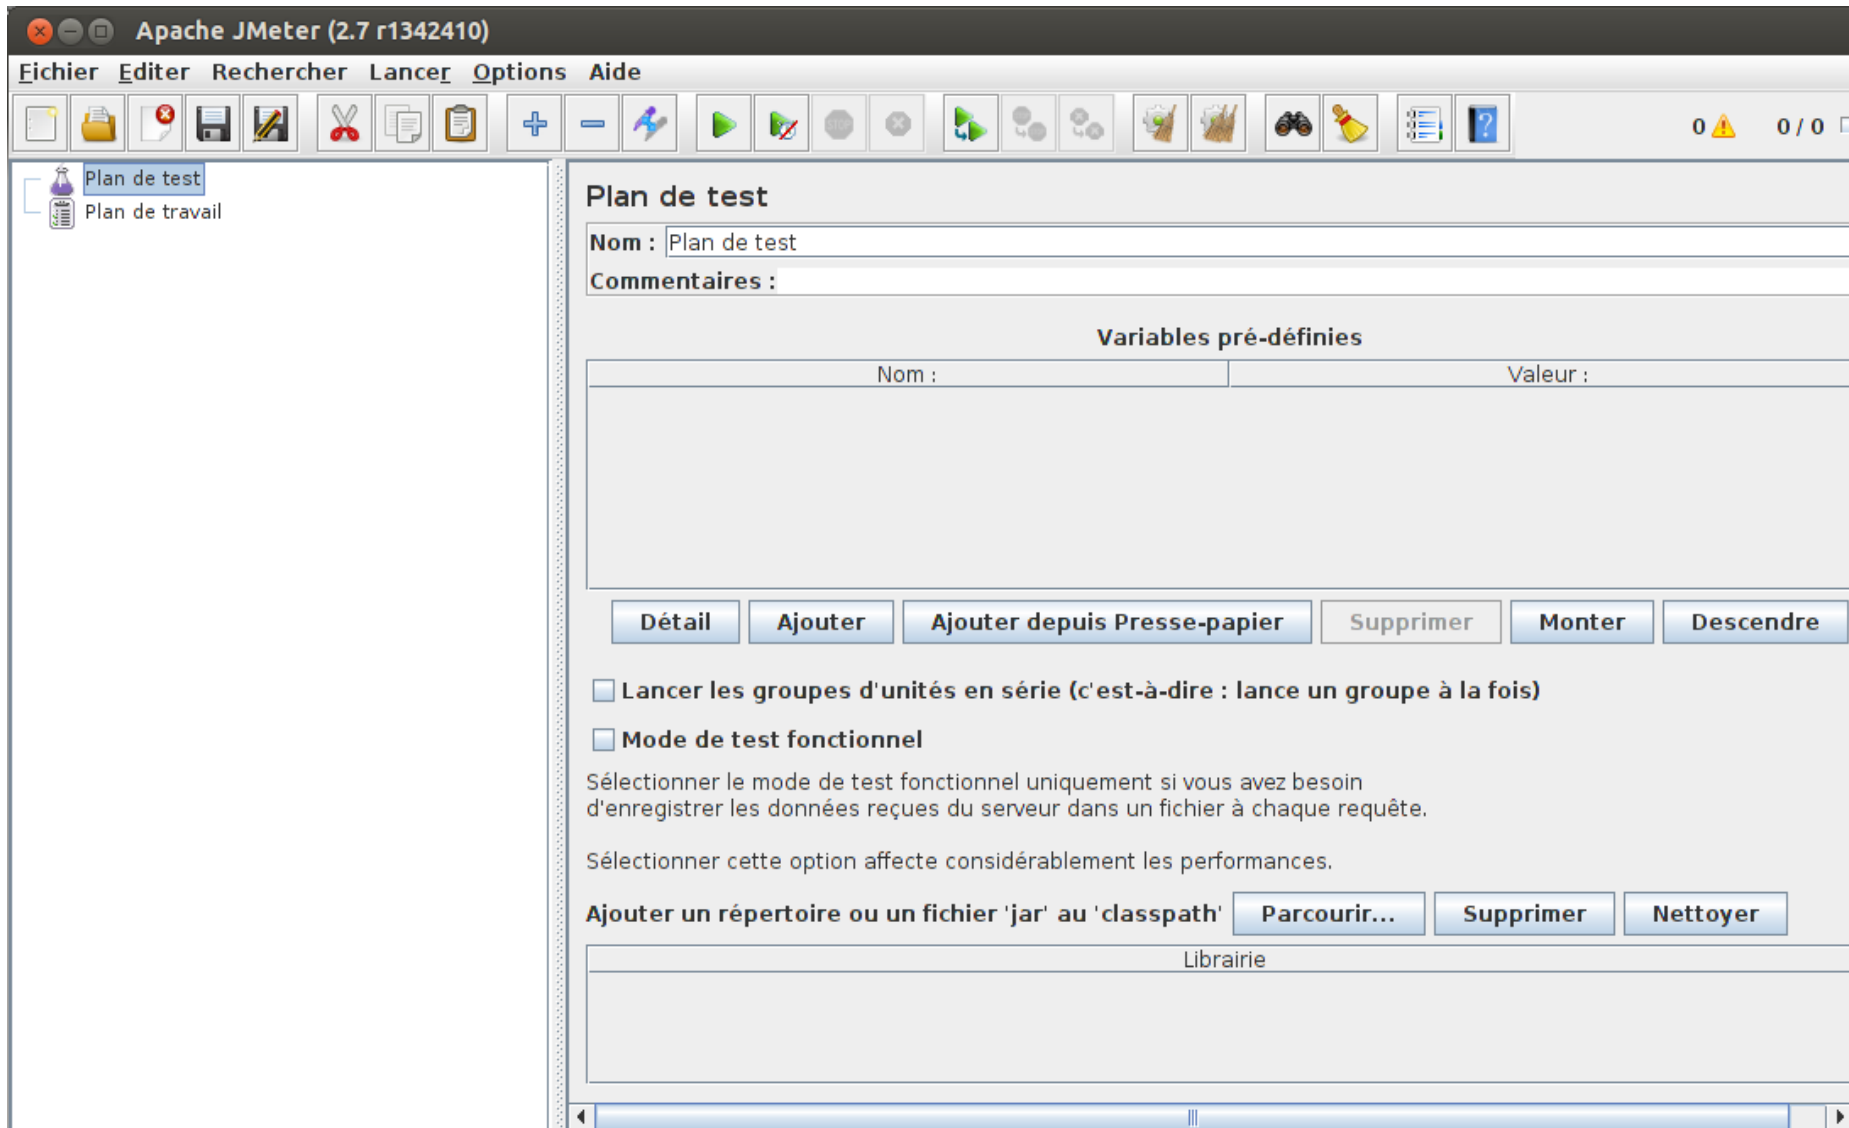 Apache JMeter (2.7 r1342410)
Fichier Editer Rechercher Lancer Options Aide
0 0 / 0
Plan de test
Plan de travail
Plan de test
Nom : Plan de test
Commentaires :
Variables pré-définies
Nom : Valeur :
Détail Ajouter Ajouter depuis Presse-papier Supprimer Monter Descendre
Lancer les groupes d'unités en série (c'est-à-dire : lance un groupe à la fois)
Mode de test fonctionnel
Sélectionner le mode de test fonctionnel uniquement si vous avez besoin
d'enregistrer les données reçues du serveur dans un fichier à chaque requête.
Sélectionner cette option affecte considérablement les performances.
Ajouter un répertoire ou un fichier 'jar' au 'classpath' Parcourir... Supprimer Nettoyer
Librairie